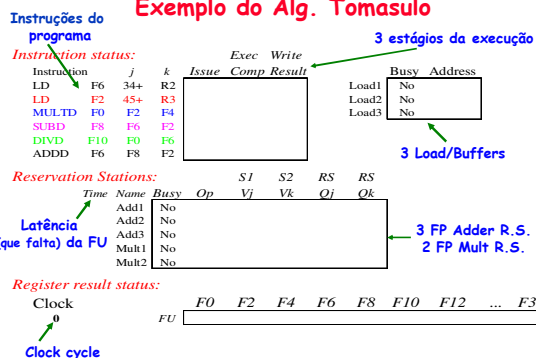 Exemplo do Alg. Tomasulo
Instruções do
programa
3 estágios da execução
Instruction status: Exec Write
Instruction j k Issue Comp Result Busy Address
LD F6 34+ R2 Load1 No
LD F2 45+ R3 Load2 No
MULTD F0 F2 F4 Load3 No
SUBD F8 F6 F2
DIVD F10 F0 F6
ADDD F6 F8 F2
3 Load/Buffers
Reservation Stations: S1 S2 RS RS
Time Name Busy Op Vj Vk Qj Qk
Add1 No
Add2 No
Add3 No
Mult1 No
Mult2 No
Latência
(que falta) da FU
3 FP Adder R.S.
2 FP Mult R.S.
Register result status:
Clock F0 F2 F4 F6 F8 F10 F12 ...
0 FU
Clock cycle